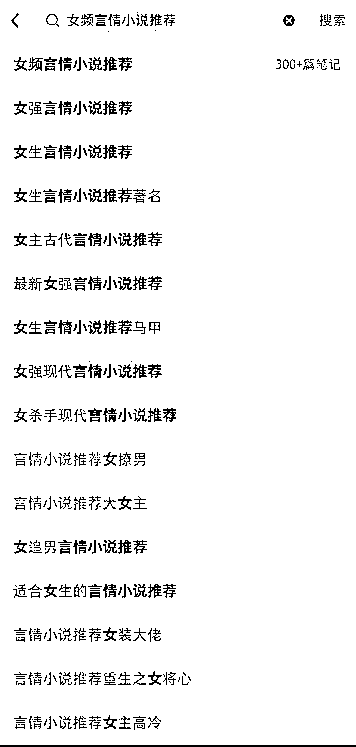 女频言情小说推荐 搜索
女频言情小说推荐 300+篇笔记
女强言情小说推荐
女生言情小说推荐
女生言情小说推荐著名
女主古代言情小说推荐
最新女强言情小说推荐
女生言情小说推荐马甲
女强现代言情小说推荐
女杀手现代言情小说推荐
言情小说推荐女撩男
言情小说推荐大女主
女追男言情小说推荐
适合女生的言情小说推荐
言情小说推荐女装大佬
言情小说推荐重生之女将心
言情小说推荐女主高冷